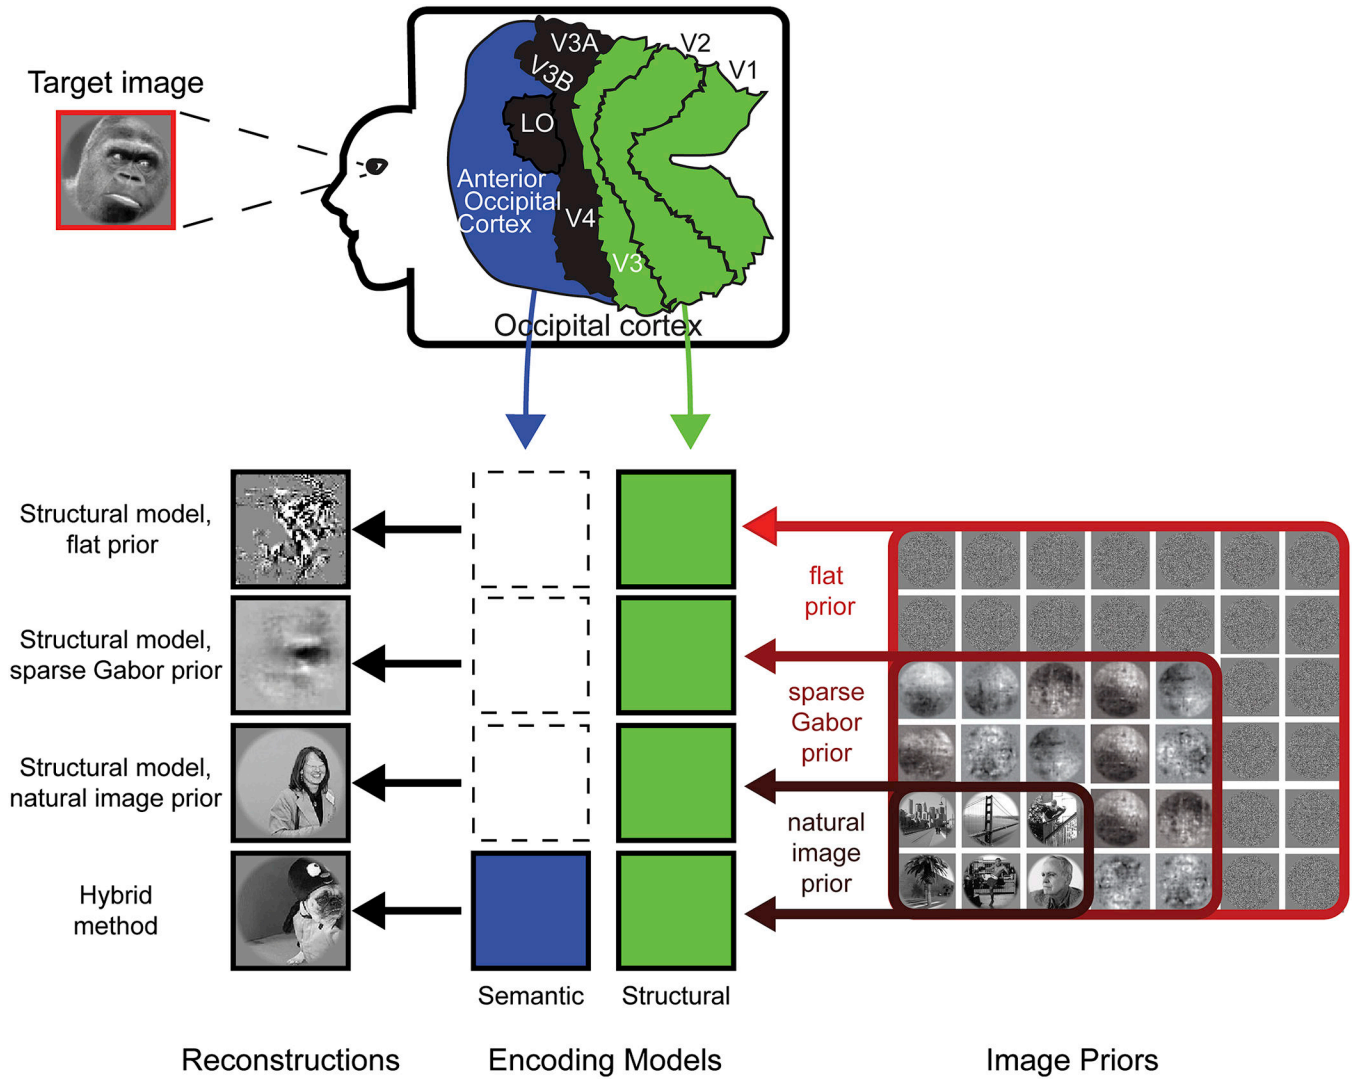 Target image
V3A
V3B
V2
V1
LO
Anterior
Occipital
Cortex
V4
V3
Occipital cortex
Structural model,
flat prior
Structural model,
sparse Gabor prior
Structural model,
natural image prior
Hybrid
method
flat
prior
sparse
Gabor
prior
natural
image
prior
Semantic
Structural
Reconstructions
Encoding Models
Image Priors